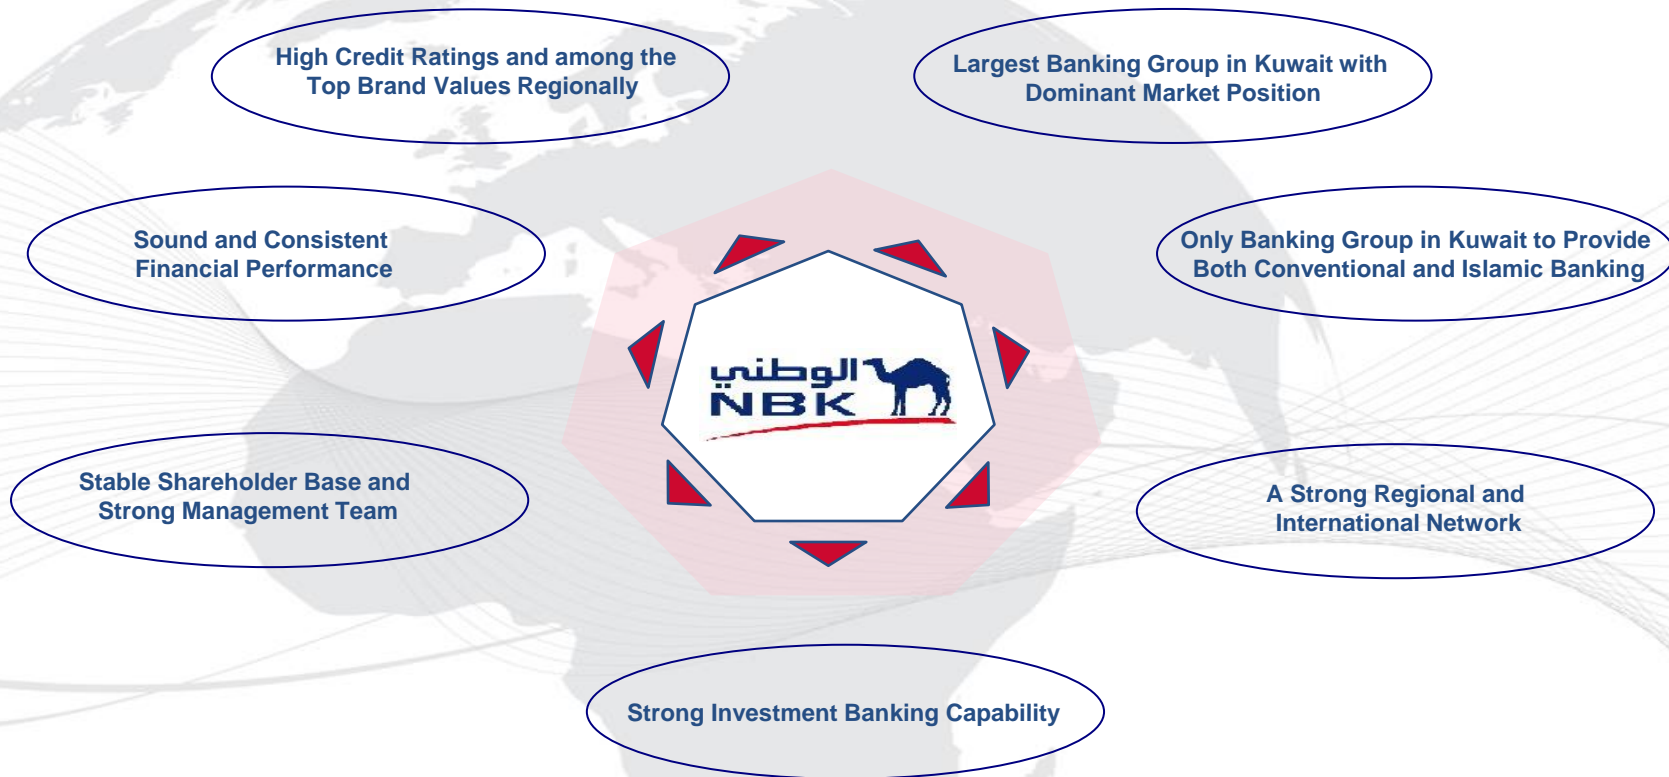 High Credit Ratings and among the
Top Brand Values Regionally
Largest Banking Group in Kuwait with
Dominant Market Position
Sound and Consistent
Financial Performance
Only Banking Group in Kuwait to Provide
Both Conventional and Islamic Banking
الوطني
NBK
Stable Shareholder Base and
Strong Management Team
A Strong Regional and
International Network
Strong Investment Banking Capability